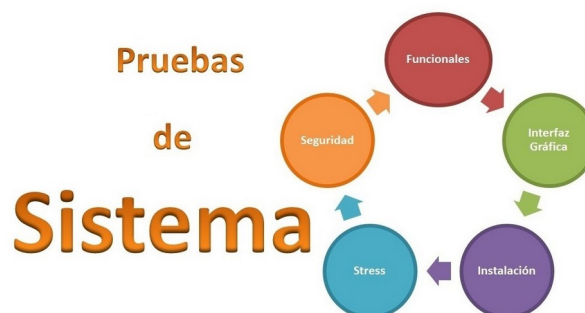 Pruebas
de
Sistema
Funcionales
Interfaz
Gráfica
Instalación
Stress
Seguridad